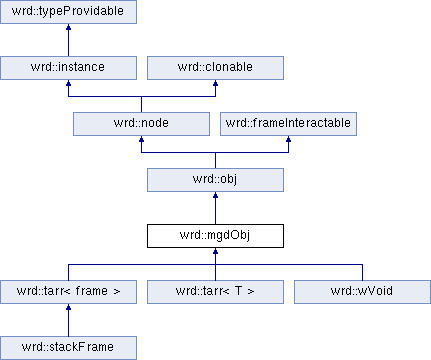 wrd::typeProvidable
wrd::instance
wrd::clonable
wrd::node
wrd::frameInteractable
wrd::obj
wrd::mgdObj
wrd::tarr< frame >
wrd::tarr< T >
wrd::wVoid
wrd::stackFrame